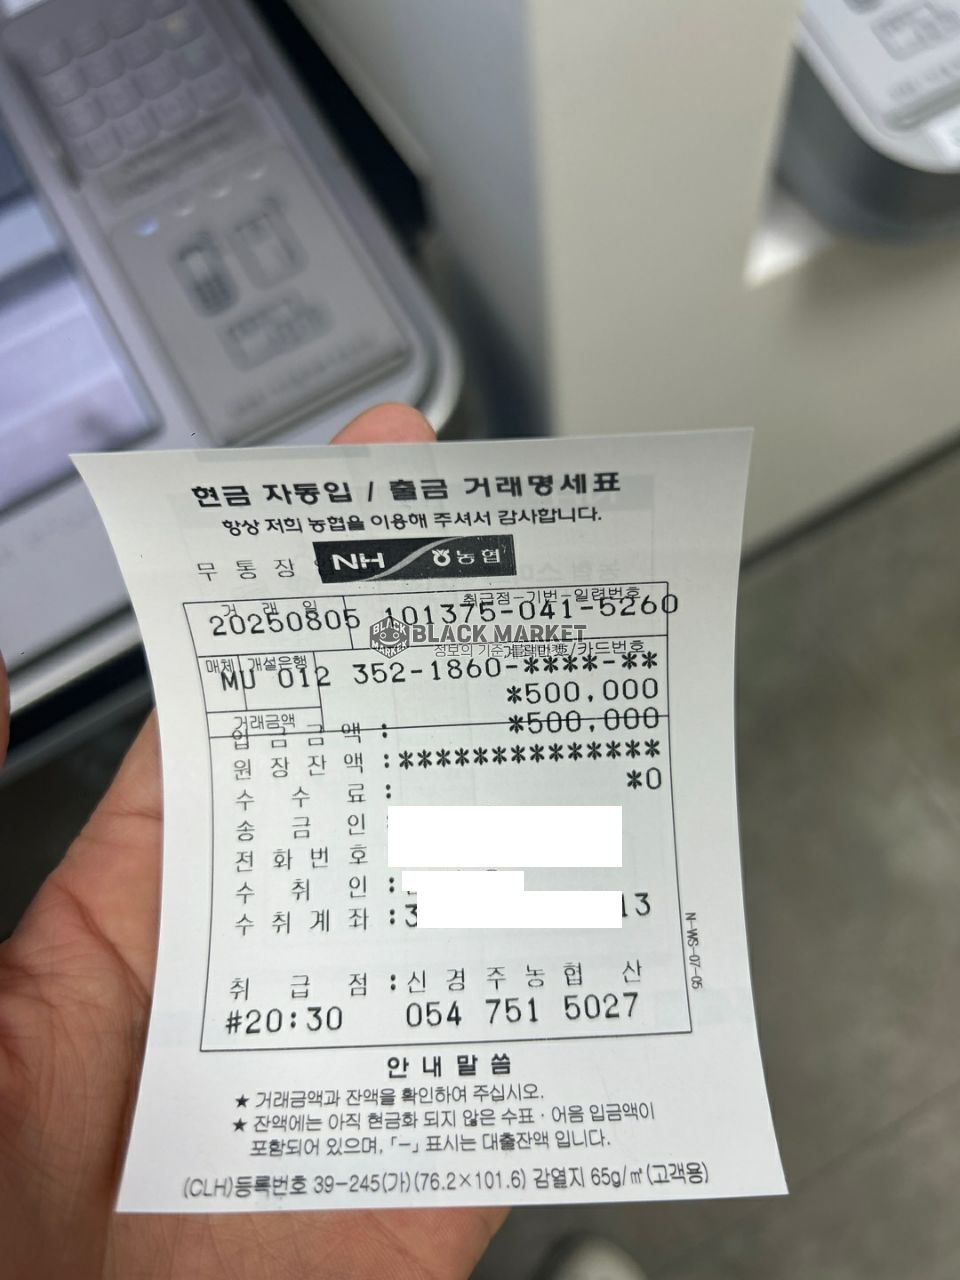 현금 자동입 / 출금 거래명세표
항상 저희 농협을 이용해 주셔서 감사합니다.
무 통 장
NH 농협
거 래 일 취급점-기번-일련번호
20250805 101375-041-5260
BLACK MARKET
BLACK MARKET
정보의 기준, 블랙마켓
매체 개설은행 계좌번호/카드번호
MU 012 352-1860-****-**
*500,000
거래금액
입 금 금 액 : *500,000
원 장 잔 액 :**************
수 수 료 : *0
송 금 인
전 화 번 호
수 취 인 :
수 취 계 좌 :3 13
취 급 점 :신 경 주 농 협 산
#20:30 054 751 5027
N-WS-07-05
안 내 말 씀
★ 거래금액과 잔액을 확인하여 주십시오.
★ 잔액에는 아직 현금화 되지 않은 수표·어음 입금액이
포함되어 있으며, 「-」 표시는 대출잔액 입니다.
(CLH)등록번호 39-245(가)(76.2×101.6) 감열지 65g/㎡(고객용)